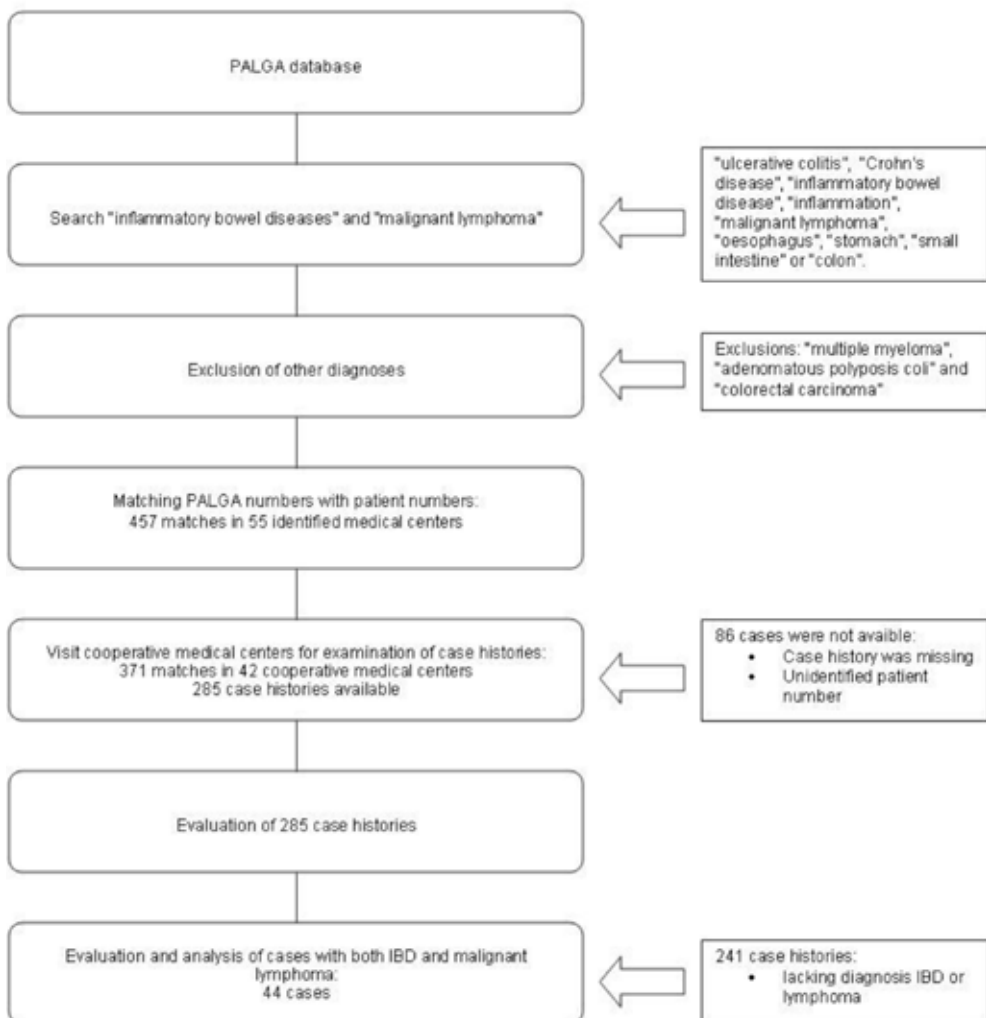 PALGA database
Search "inflammatory bowel diseases" and "malignant lymphoma"
"ulcerative colitis", "Crohn's
disease", "inflammatory bowel
disease", "inflammation",
"malignant lymphoma",
"oesophagus", "stomach", "small
intestine" or "colon".
Exclusion of other diagnoses
Exclusions: "multiple myeloma",
"adenomatous polyposis coli" and
"colorectal carcinoma"
Matching PALGA numbers with patient numbers:
457 matches in 55 identified medical centers
Visit cooperative medical centers for examination of case histories:
371 matches in 42 cooperative medical centers
285 case histories available
86 cases were not avaible:
• Case history was missing
• Unidentified patient
number
Evaluation of 285 case histories
Evaluation and analysis of cases with both IBD and malignant
lymphoma:
44 cases
241 case histories:
• lacking diagnosis IBD or
lymphoma